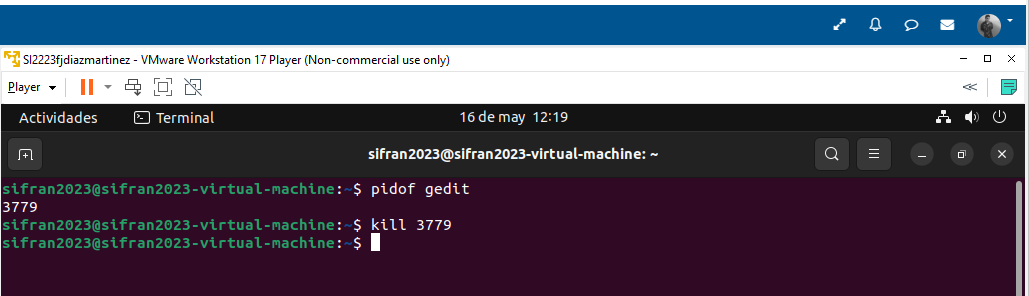 SI2223fjdiazmartinez - VMware Workstation 17 Player (Non-commercial use only)
Player
Actividades Terminal 16 de may 12:19
sifran2023@sifran2023-virtual-machine: ~
sifran2023@sifran2023-virtual-machine:~$ pidof gedit
3779
sifran2023@sifran2023-virtual-machine:~$ kill 3779
sifran2023@sifran2023-virtual-machine:~$